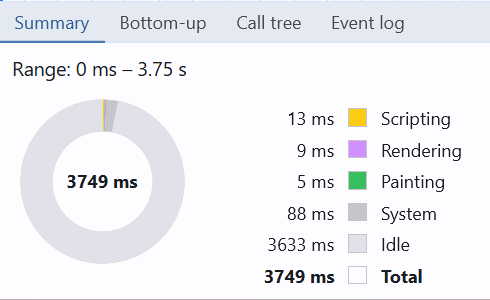 Summary Bottom-up Call tree Event log
Range: 0 ms – 3.75 s
3749 ms
13 ms Scripting
9 ms Rendering
5 ms Painting
88 ms System
3633 ms Idle
3749 ms Total